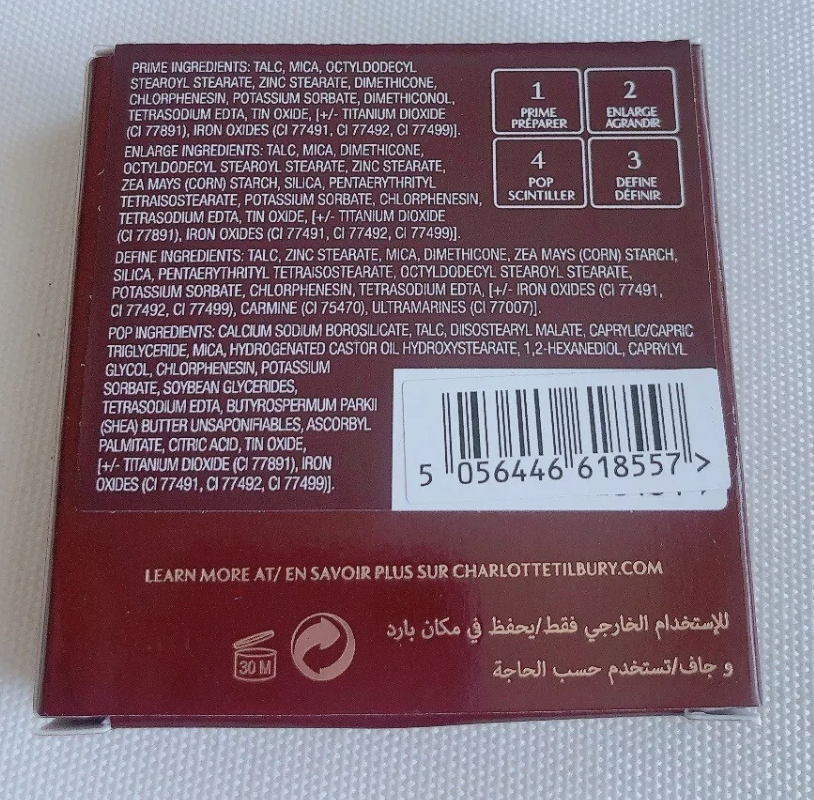 PRIME INGREDIENTS: TALC, MICA, OCTYLDODECYL
STEAROYL STEARATE, ZINC STEARATE, DIMETHICONE,
CHLORPHENESIN, POTASSIUM SORBATE, DIMETHICONOL,
TETRASODIUM EDTA, TIN OXIDE, [+/- TITANIUM DIOXIDE
(CI 77891), IRON OXIDES (CI 77491, CI 77492, CI 77499)].
ENLARGE INGREDIENTS: TALC, MICA, DIMETHICONE,
OCTYLDODECYL STEAROYL STEARATE, ZINC STEARATE,
ZEA MAYS (CORN) STARCH, SILICA, PENTAERYTHRITYL
TETRAISOSTEARATE, POTASSIUM SORBATE, CHLORPHENESIN,
TETRASODIUM EDTA, TIN OXIDE, [+/- TITANIUM DIOXIDE
(CI 77891), IRON OXIDES (CI 77491, CI 77492, CI 77499)].
1
PRIME
PRÉPARER
2
ENLARGE
AGRANDIR
4
POP
SCINTILLER
3
DEFINE
DÉFINIR
DEFINE INGREDIENTS: TALC, ZINC STEARATE, MICA, DIMETHICONE, ZEA MAYS (CORN) STARCH,
SILICA, PENTAERYTHRITYL TETRAISOSTEARATE, OCTYLDODECYL STEAROYL STEARATE,
POTASSIUM SORBATE, CHLORPHENESIN, TETRASODIUM EDTA, [+/- IRON OXIDES (CI 77491,
CI 77492, CI 77499), CARMINE (CI 75470), ULTRAMARINES (CI 77007)].
POP INGREDIENTS: CALCIUM SODIUM BOROSILICATE, TALC, DIISOSTEARYL MALATE, CAPRYLIC/CAPRIC
TRIGLYCERIDE, MICA, HYDROGENATED CASTOR OIL HYDROXYSTEARATE, 1,2-HEXANEDIOL, CAPRYLYL
GLYCOL, CHLORPHENESIN, POTASSIUM
SORBATE, SOYBEAN GLYCERIDES,
TETRASODIUM EDTA, BUTYROSPERMUM PARKII
(SHEA) BUTTER UNSAPONIFIABLES, ASCORBYL
PALMITATE, CITRIC ACID, TIN OXIDE,
[+/- TITANIUM DIOXIDE (CI 77891), IRON
OXIDES (CI 77491, CI 77492, CI 77499)].
5 056446 618557 >
LEARN MORE AT/ EN SAVOIR PLUS SUR CHARLOTTETILBURY.COM
للإستخدام الخارجي فقط/يحفظ في مكان بارد
و جاف/تستخدم حسب الحاجة
30 M